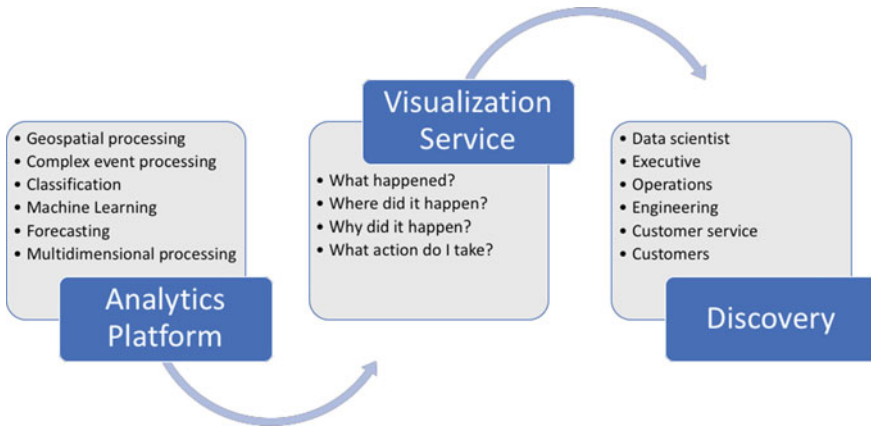 • Geospatial processing
• Complex event processing
• Classification
• Machine Learning
• Forecasting
• Multidimensional processing
Analytics
Platform
Visualization
Service
• What happened?
• Where did it happen?
• Why did it happen?
• What action do I take?
• Data scientist
• Executive
• Operations
• Engineering
• Customer service
• Customers
Discovery